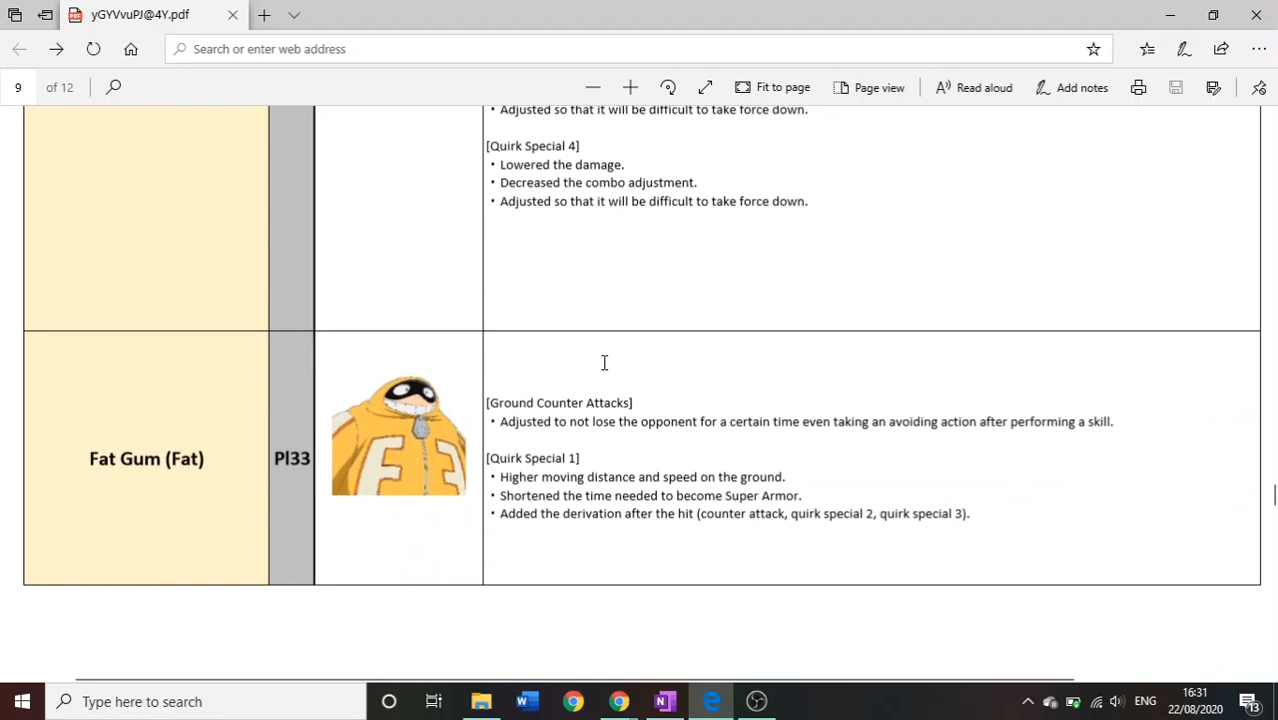 yGYVvuPJ@4Y.pdf
Search or enter web address
9 of 12
Fit to page
Page view
Read aloud
Add notes
・Adjusted so that it will be difficult to take force down.
[Quirk Special 4]
・Lowered the damage.
・Decreased the combo adjustment.
・Adjusted so that it will be difficult to take force down.
Fat Gum (Fat)
Pl33
[Ground Counter Attacks]
・Adjusted to not lose the opponent for a certain time even taking an avoiding action after performing a skill.
[Quirk Special 1]
・Higher moving distance and speed on the ground.
・Shortened the time needed to become Super Armor.
・Added the derivation after the hit (counter attack, quirk special 2, quirk special 3).
Type here to search
ENG
16:31
22/08/2020
13